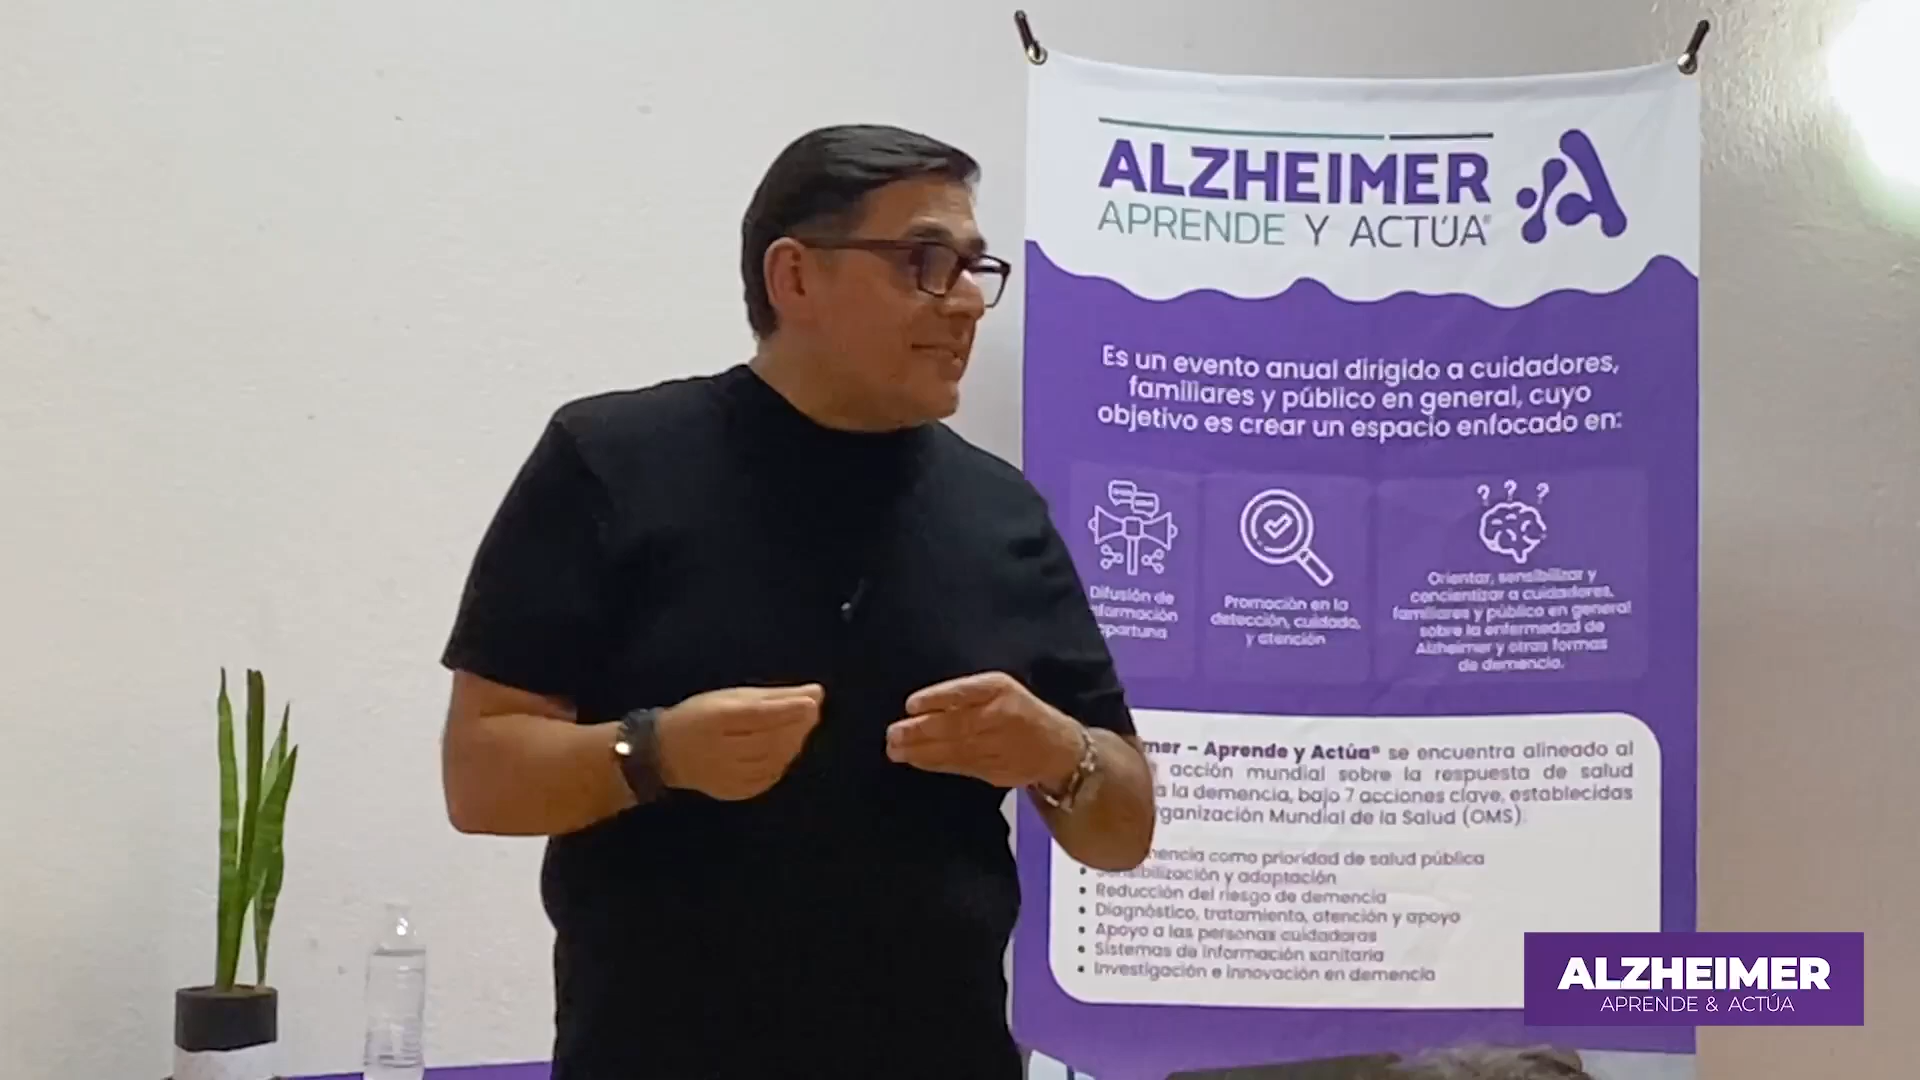 ALZHEIMER
APRENDE Y ACTÚA®
Es un evento anual dirigido a cuidadores,
familiares y público en general, cuyo
objetivo es crear un espacio enfocado en:
Difusión de
información
oportuna
Promoción en la
detección, cuidado,
y atención
Orientar, sensibilizar y
concientizar a cuidadores,
familiares y público en general
sobre la enfermedad de
Alzheimer y otras formas
de demencia.
mer - Aprende y Actúa® se encuentra alineado al
acción mundial sobre la respuesta de salud
a la demencia, bajo 7 acciones clave, establecidas
rganización Mundial de la Salud (OMS).
encia como prioridad de salud pública
• Sensibilización y adaptación
• Reducción del riesgo de demencia
• Diagnóstico, tratamiento, atención y apoyo
• Apoyo a las personas cuidadoras
• Sistemas de información sanitaria
• Investigación e innovación en demencia
ALZHEIMER
APRENDE & ACTÚA